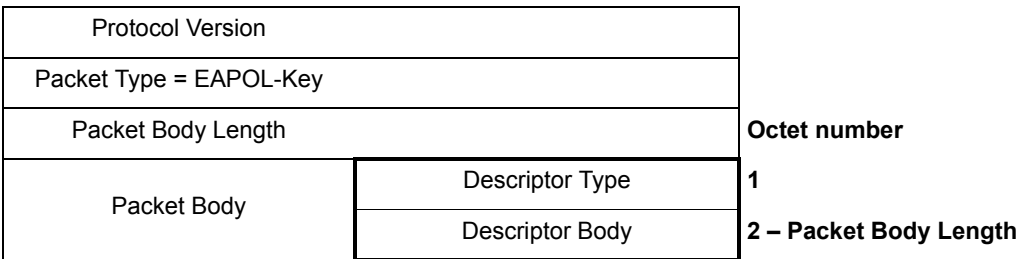 Protocol Version
Packet Type = EAPOL-Key
Packet Body Length Octet number
Packet Body
Descriptor Type 1
Descriptor Body 2 – Packet Body Length